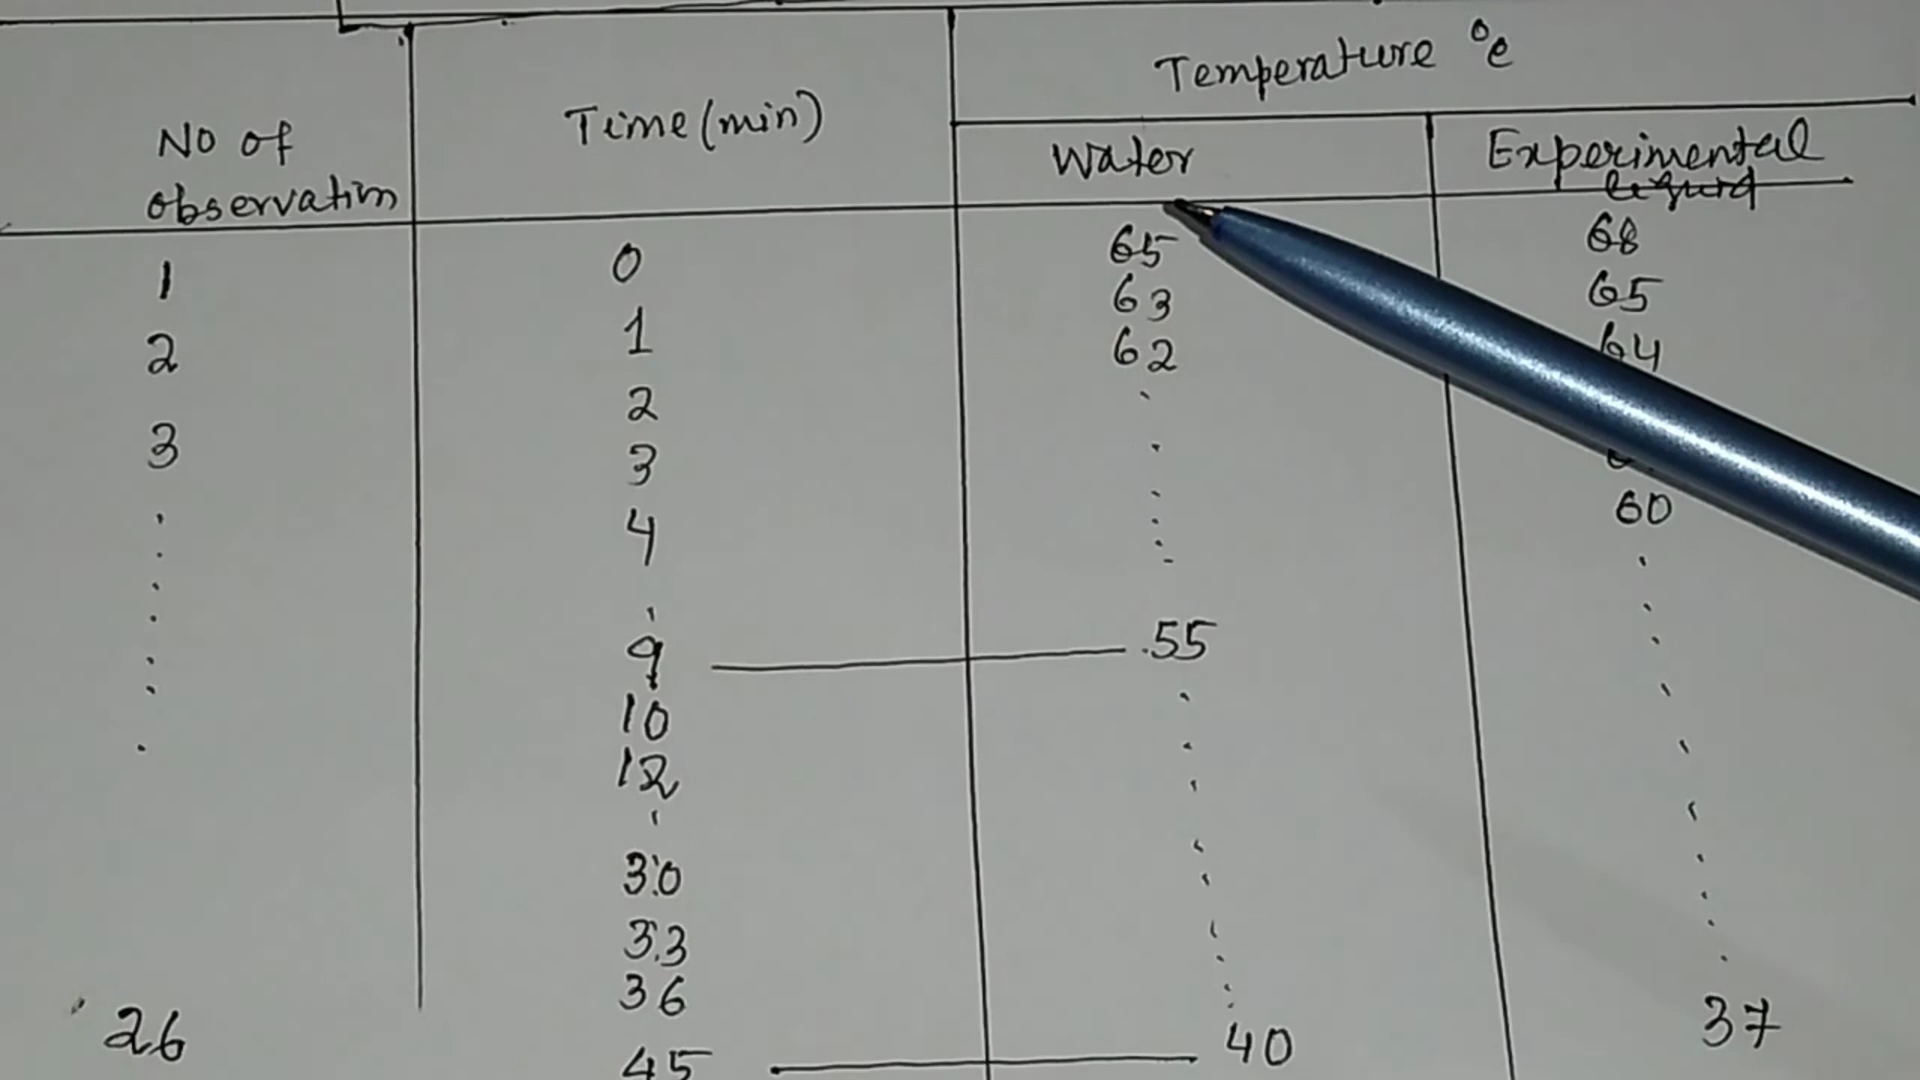 Temperature °c
No of
observation
Time (min)
Water
Experimental
liquid
1 0 65 68
2 1 63 65
3 2 62 64
3
4 60
9 55
10
12
30
33
36
26 45 40 37